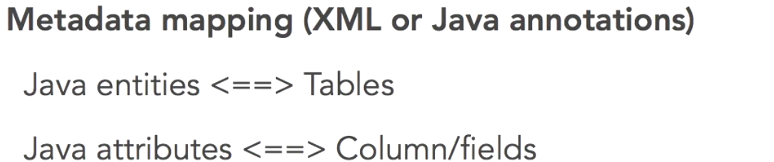 Metadata mapping (XML or Java annotations)
Java entities <==> Tables
Java attributes <==> Column/fields